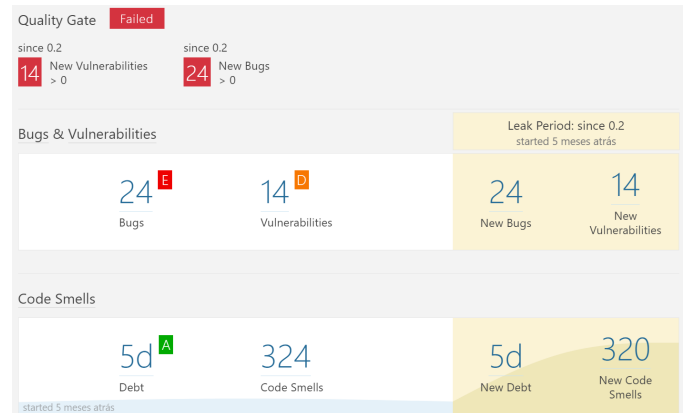 Quality Gate Failed
since 0.2 since 0.2
14 New Vulnerabilities 24 New Bugs
> 0 > 0
Bugs & Vulnerabilities
Leak Period: since 0.2
started 5 meses atrás
24 E 14 D 24 14
Bugs Vulnerabilities New Bugs New
Vulnerabilities
Code Smells
5d A 324 5d 320
Debt Code Smells New Debt New Code
Smells
started 5 meses atrás